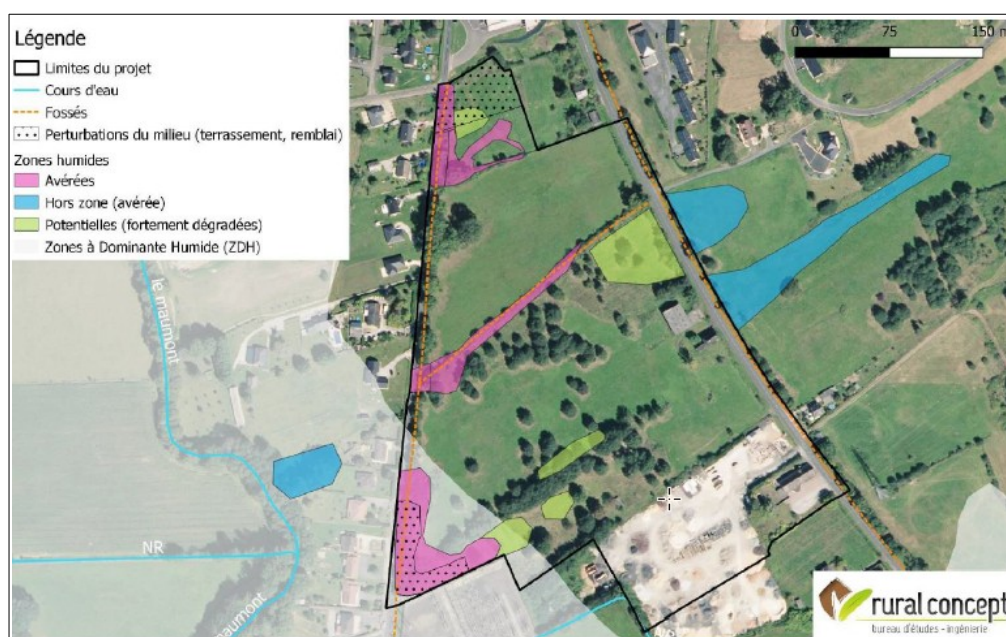 Légende
Limites du projet
Cours d'eau
Fossés
Perturbations du milieu (terrassement, remblai)
Zones humides
Avérées
Hors zone (avérée)
Potentielles (fortement dégradées)
Zones à Dominante Humide (ZDH)
0 75 150 m
le maumont
NR
maumont
rural concept
bureau d'études - ingénierie